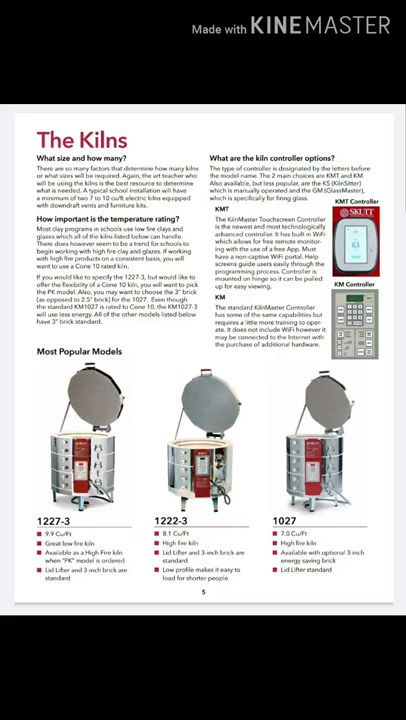 Made with KINEMASTER
The Kilns
What size and how many?
There are so many factors that determine how many kilns
or what sizes will be required. Again, the art teacher who
will be using the kilns is the best resource to determine
what is needed. A typical school installation will have
a minimum of two 7 to 10 cu/ft electric kilns equipped
with downdraft vents and furniture kits.
How important is the temperature rating?
Most clay programs in schools use low fire clays and
glazes which all of the kilns listed below can handle.
There does however seem to be a trend for schools to
begin working with high fire clay and glazes. If working
with high fire products on a consistent basis, you will
want to use a Cone 10 rated kiln.
If you would like to specify the 1227-3, but would like to
offer the flexibility of a Cone 10 kiln, you will want to pick
the PK model. Also, you may want to choose the 3" brick
(as opposed to 2.5" brick) for the 1027. Even though
the standard KM1027 is rated to Cone 10, the KM1027-3
will use less energy. All of the other models listed below
have 3" brick standard.
What are the kiln controller options?
The type of controller is designated by the letters before
the model name. The 2 main choices are KMT and KM.
Also available, but less popular, are the KS (KilnSitter)
which is manually operated and the GM (GlassMaster),
which is specifically for firing glass.
KMT
The KilnMaster Touchscreen Controller
is the newest and most technologically
advanced controller. It has built in WiFi
which allows for free remote monitor-
ing with the use of a free App. Must
have a non-captive WiFi portal. Help
screens guide users easily through the
programing process. Controller is
mounted on hinge so it can be pulled
up for easy viewing.
KM
The standard KilnMaster Controller
has some of the same capabilities but
requires a little more training to oper-
ate. It does not include WiFi however it
may be connected to the Internet with
the purchase of additional hardware.
KMT Controller
SKUTT
63
KM Controller
Most Popular Models
1227-3
9.9 Cu/Ft
Great low fire kiln
Available as a High Fire kiln
when "PK" model is ordered
Lid Lifter and 3 inch brick are
standard
1222-3
8.1 Cu/Ft
High fire kiln
Lid Lifter and 3-inch brick are
standard
Low profile makes it easy to
load for shorter people
1027
7.0 Cu/Ft
High fire kiln
Available with optional 3-inch
energy saving brick
Lid Lifter standard
5